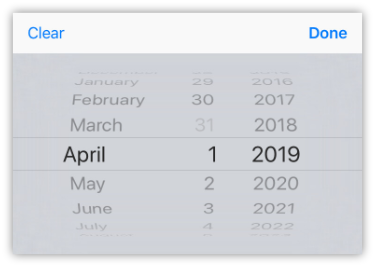 Clear Done
January 29 2016
February 30 2017
March 31 2018
April 1 2019
May 2 2020
June 3 2021
July 4 2022